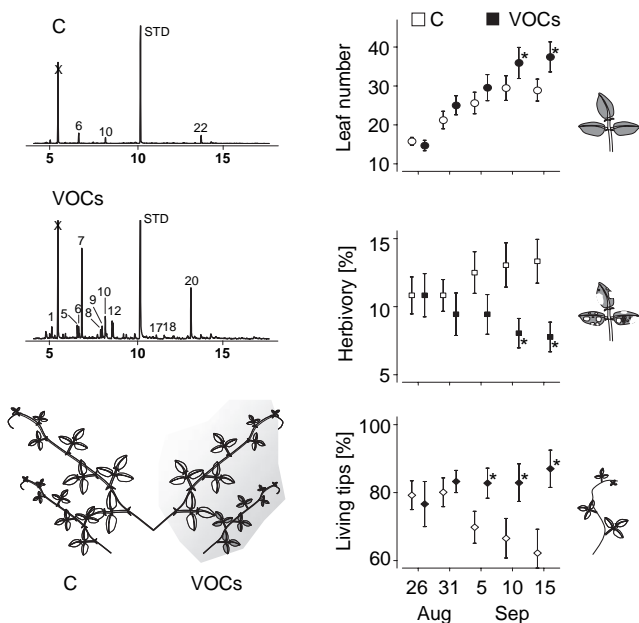 C
X
6
10
STD
22
5 10 15
VOCs
X
7
STD
1
5
6
8
9
10
12
17
18
20
5 10 15
C
VOCs
C VOCs
Leaf number
40
30
20
10
*
*
Herbivory [%]
15
10
5
*
*
Living tips [%]
100
80
60
*
*
*
26 31 5 10 15
Aug Sep